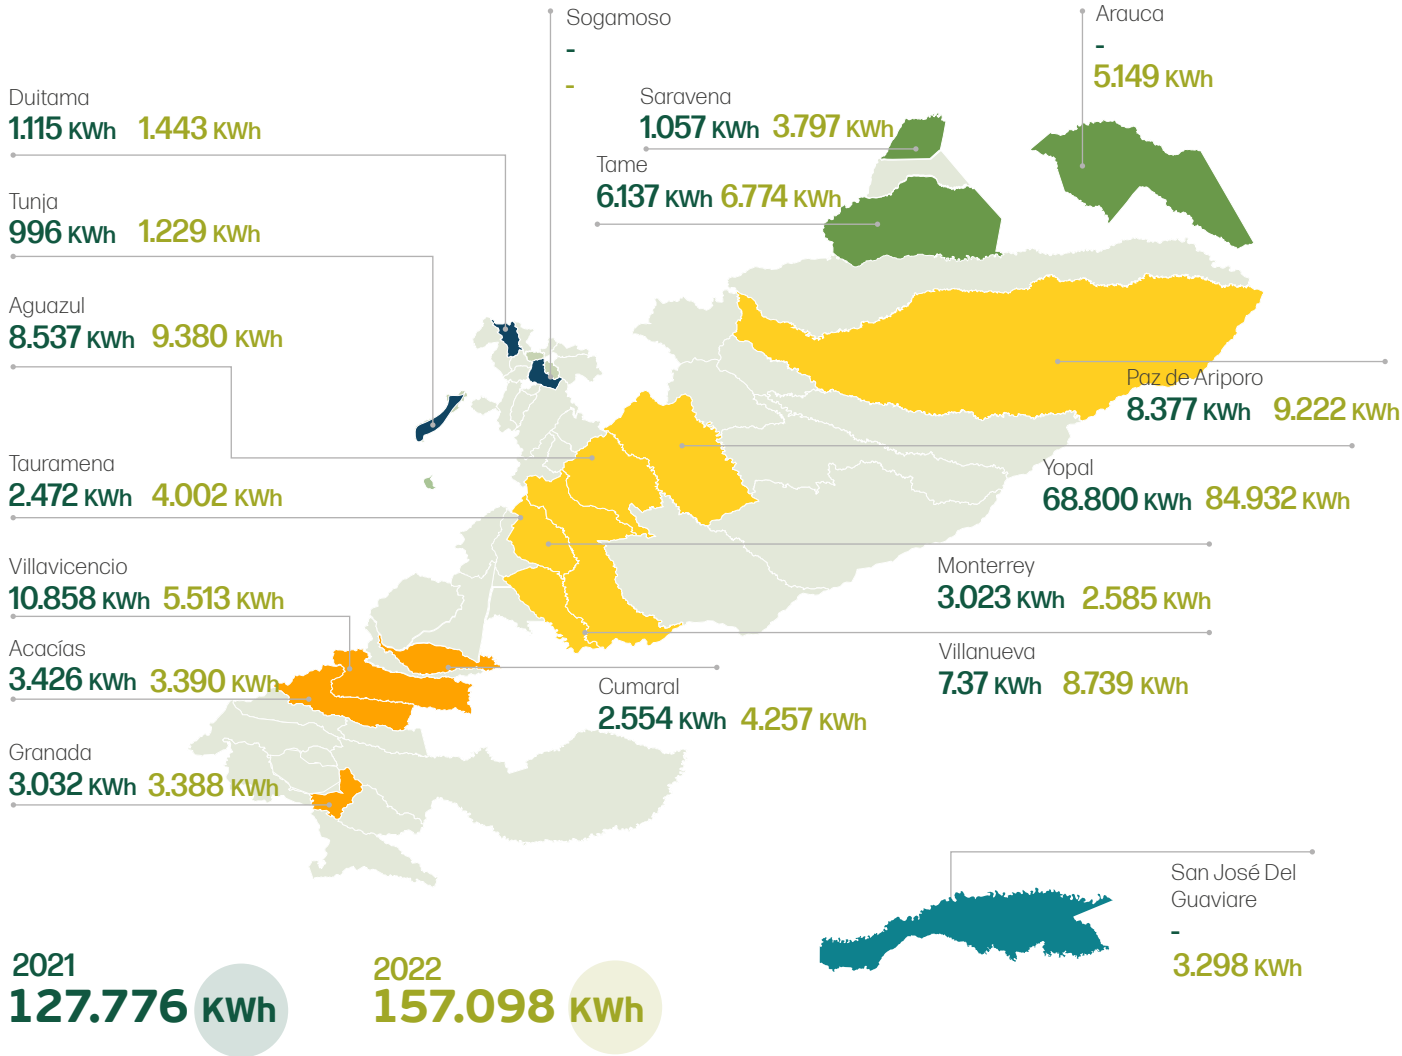 Sogamoso
-
-
Arauca
-
5.149 KWh
Duitama
1.115 KWh 1.443 KWh
Saravena
1.057 KWh 3.797 KWh
Tame
6.137 KWh 6.774 KWh
Tunja
996 KWh 1.229 KWh
Aguazul
8.537 KWh 9.380 KWh
Paz de Ariporo
8.377 KWh 9.222 KWh
Tauramena
2.472 KWh 4.002 KWh
Yopal
68.800 KWh 84.932 KWh
Villavicencio
10.858 KWh 5.513 KWh
Monterrey
3.023 KWh 2.585 KWh
Acacías
3.426 KWh 3.390 KWh
Villanueva
7.37 KWh 8.739 KWh
Cumaral
2.554 KWh 4.257 KWh
Granada
3.032 KWh 3.388 KWh
San José Del
Guaviare
-
3.298 KWh
2021
127.776 KWh
2022
157.098 KWh